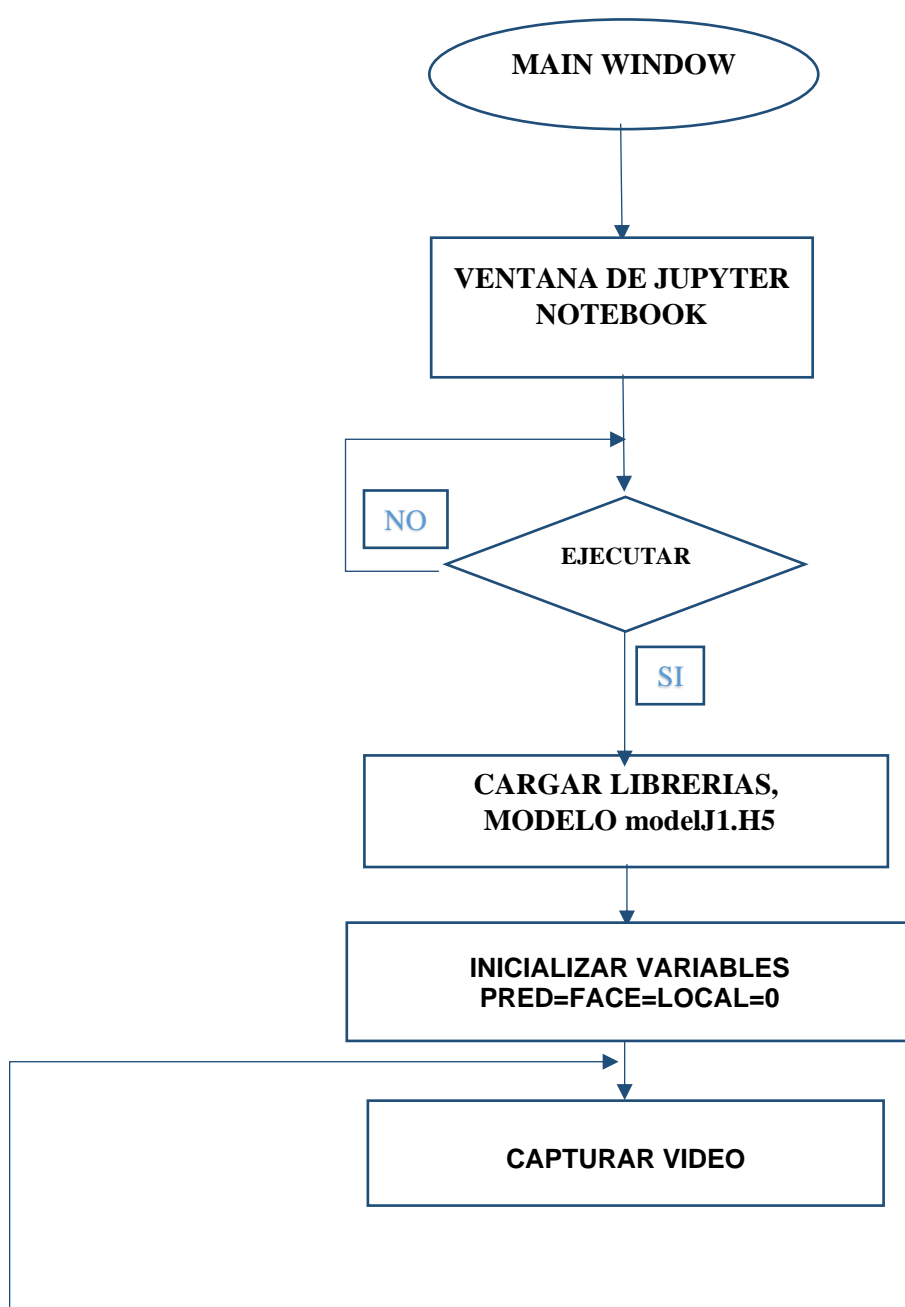 MAIN WINDOW
VENTANA DE JUPYTER
NOTEBOOK
NO
EJECUTAR
SI
CARGAR LIBRERIAS,
MODELO modelJ1.H5
INICIALIZAR VARIABLES
PRED=FACE=LOCAL=0
CAPTURAR VIDEO